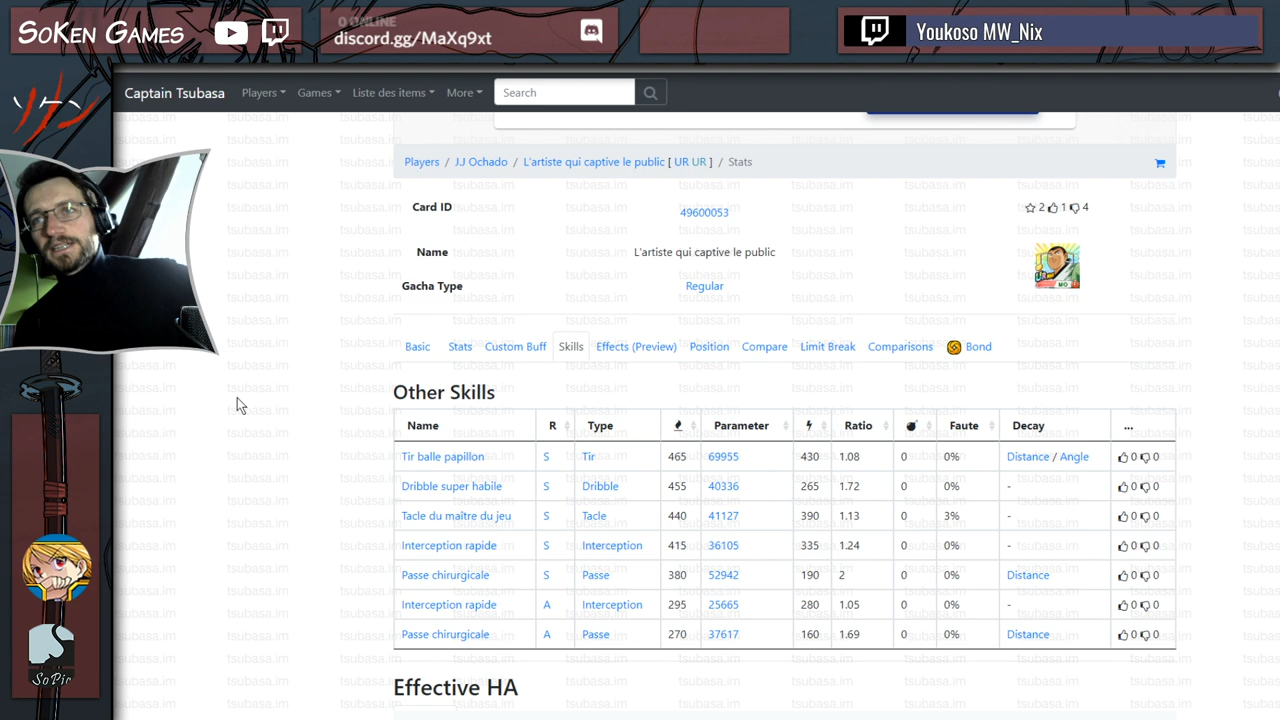 SoKen Games
0 ONLINE
discord.gg/MaXq9xt
Youkoso MW_Nix
ソーケン
Captain Tsubasa Players Games Liste des items More Search
Players / J.J Ochado / L'artiste qui captive le public [ UR UR ] / Stats
Card ID 49600053 2 1 4
Name L'artiste qui captive le public
Gacha Type Regular
MO
Basic Stats Custom Buff Skills Effects (Preview) Position Compare Limit Break Comparisons Bond
Other Skills
Name R Type Parameter Ratio Faute Decay ...
Tir balle papillon S Tir 465 69955 430 1.08 0 0% Distance / Angle 0 0
Dribble super habile S Dribble 455 40336 265 1.72 0 0% - 0 0
Tacle du maître du jeu S Tacle 440 41127 390 1.13 0 3% - 0 0
Interception rapide S Interception 415 36105 335 1.24 0 0% - 0 0
Passe chirurgicale S Passe 380 52942 190 2 0 0% Distance 0 0
Interception rapide A Interception 295 25665 280 1.05 0 0% - 0 0
Passe chirurgicale A Passe 270 37617 160 1.69 0 0% Distance 0 0
Effective HA
SoPic
tsubasa.im